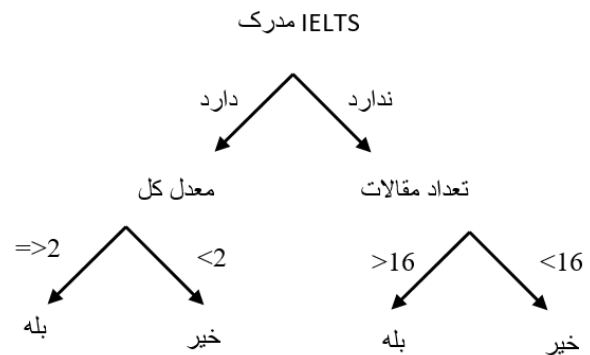 مدرک IELTS
دارد
ندارد
معدل کل
تعداد مقالات
=>2
<2
>16
<16
بله
خیر
بله
خیر